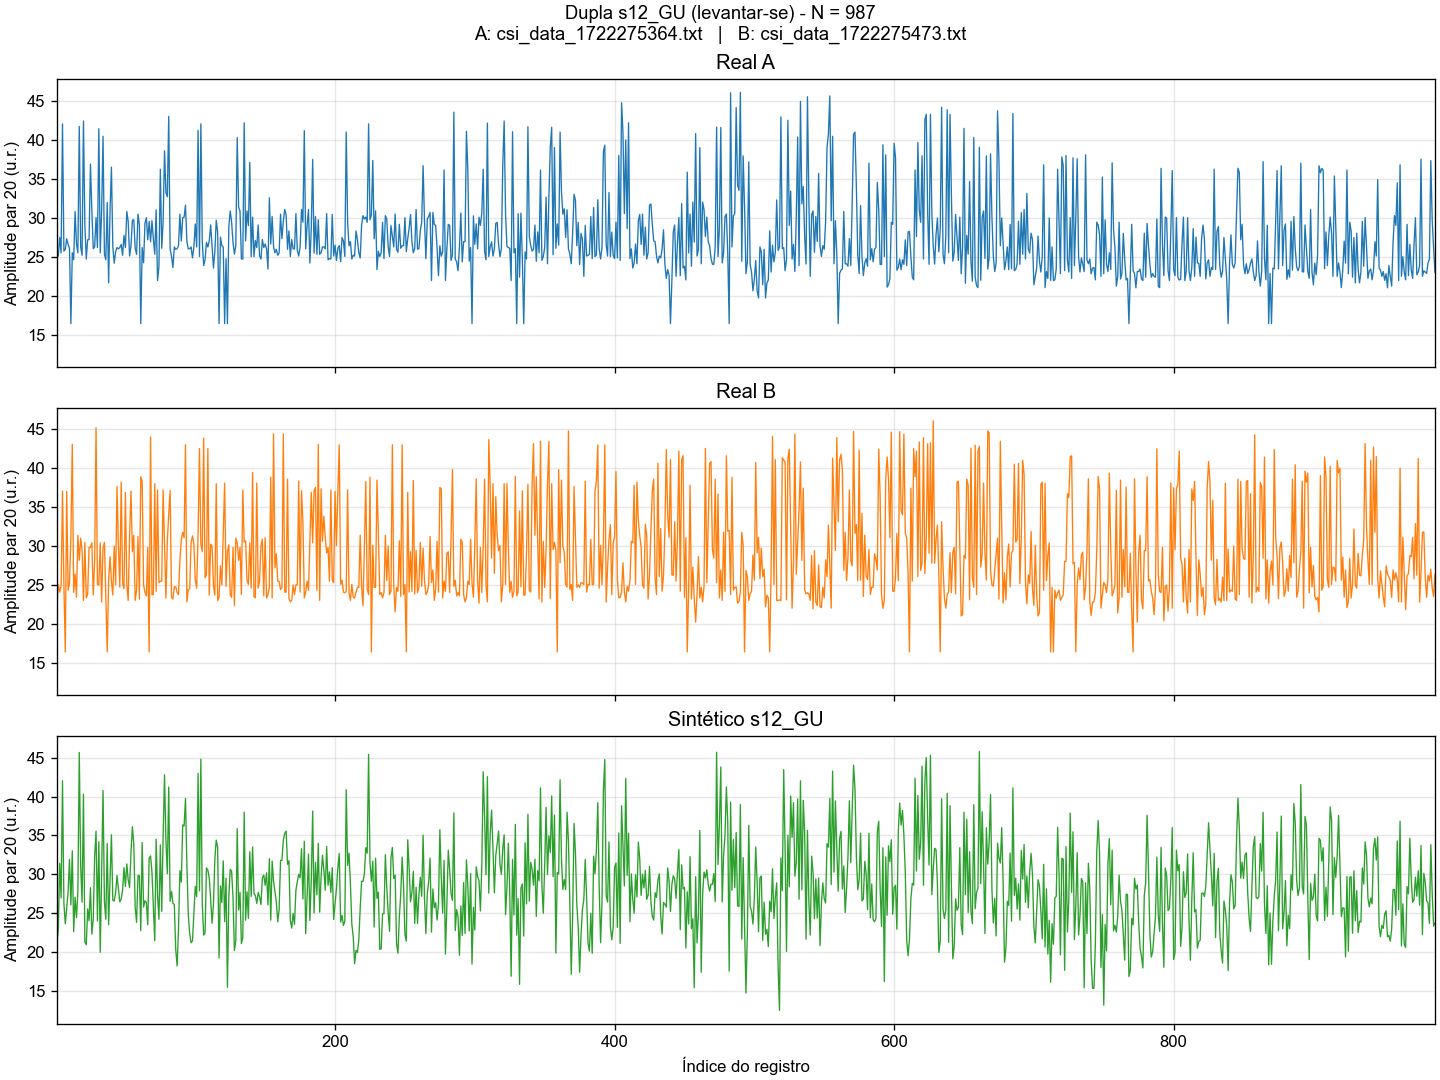 Dupla s12_GU (levantar-se) - N = 987
A: csi_data_1722275364.txt | B: csi_data_1722275473.txt
Real A
45
40
35
30
25
20
15
Amplitude par 20 (u.r.)
Real B
45
40
35
30
25
20
15
Amplitude par 20 (u.r.)
Sintético s12_GU
45
40
35
30
25
20
15
Amplitude par 20 (u.r.)
200 400 600 800
Índice do registro